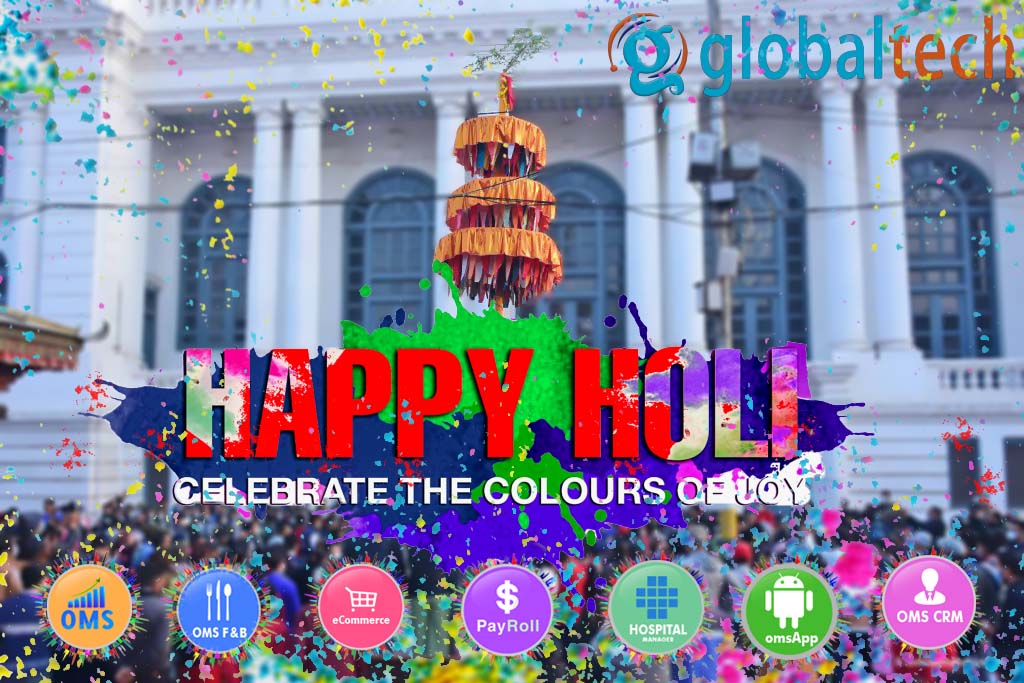 globaltech
HAPPY HOLI
CELEBRATE THE COLOURS OF JOY
OMS
OMS F&B
eCommerce
$
PayRoll
HOSPITAL
MANAGER
omsApp
OMS CRM